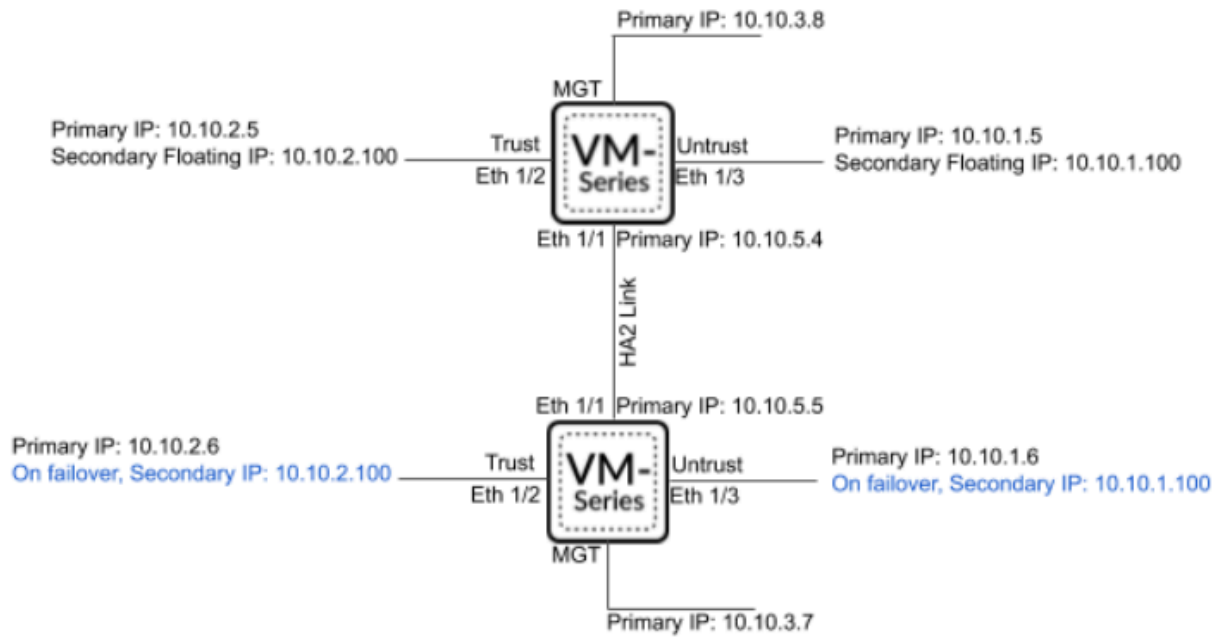 Primary IP: 10.10.3.8
MGT
Primary IP: 10.10.2.5
Secondary Floating IP: 10.10.2.100
Trust
Eth 1/2
VM-
Series
Untrust
Eth 1/3
Primary IP: 10.10.1.5
Secondary Floating IP: 10.10.1.100
Eth 1/1
Primary IP: 10.10.5.4
HA2 Link
Eth 1/1
Primary IP: 10.10.5.5
Primary IP: 10.10.2.6
On failover, Secondary IP: 10.10.2.100
Trust
Eth 1/2
VM-
Series
Untrust
Eth 1/3
Primary IP: 10.10.1.6
On failover, Secondary IP: 10.10.1.100
MGT
Primary IP: 10.10.3.7